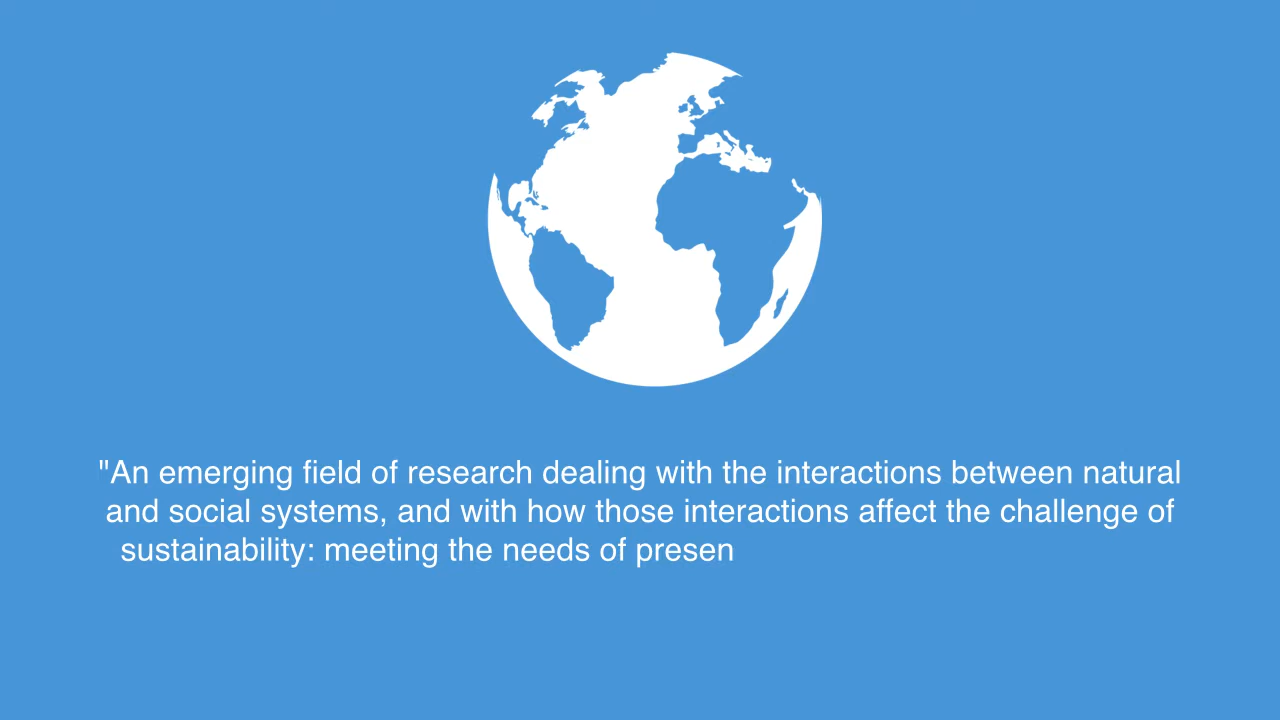 "An emerging field of research dealing with the interactions between natural
and social systems, and with how those interactions affect the challenge of
sustainability: meeting the needs of presen